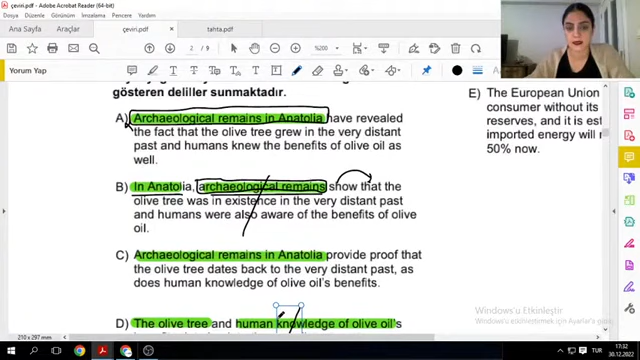 çeviri.pdf - Adobe Acrobat Reader DC (64-bit)
Dosya Düzenle Görüntüle İmzala Pencere Yardım
Ana Sayfa Araçlar çeviri.pdf tahta.pdf
2 / 9 %200
Yorum Yap
gösteren deliller sunmaktadır.
A) Archaeological remains in Anatolia have revealed
the fact that the olive tree grew in the very distant
past and humans knew the benefits of olive oil as
well.
B) In Anatolia, archaeological remains show that the
olive tree was in existence in the very distant past
and humans were also aware of the benefits of olive
oil.
C) Archaeological remains in Anatolia provide proof that
the olive tree dates back to the very distant past, as
does human knowledge of olive oil's benefits.
D) The olive tree and human knowledge of olive oil's
E) The European Union
consumer without its
reserves, and it is est
imported energy will
50% now.
Windows'u Etkinleştir
Windows'u etkinleştirmek için Ayarlar'a gidin.
TUR
17:32
30.12.2022